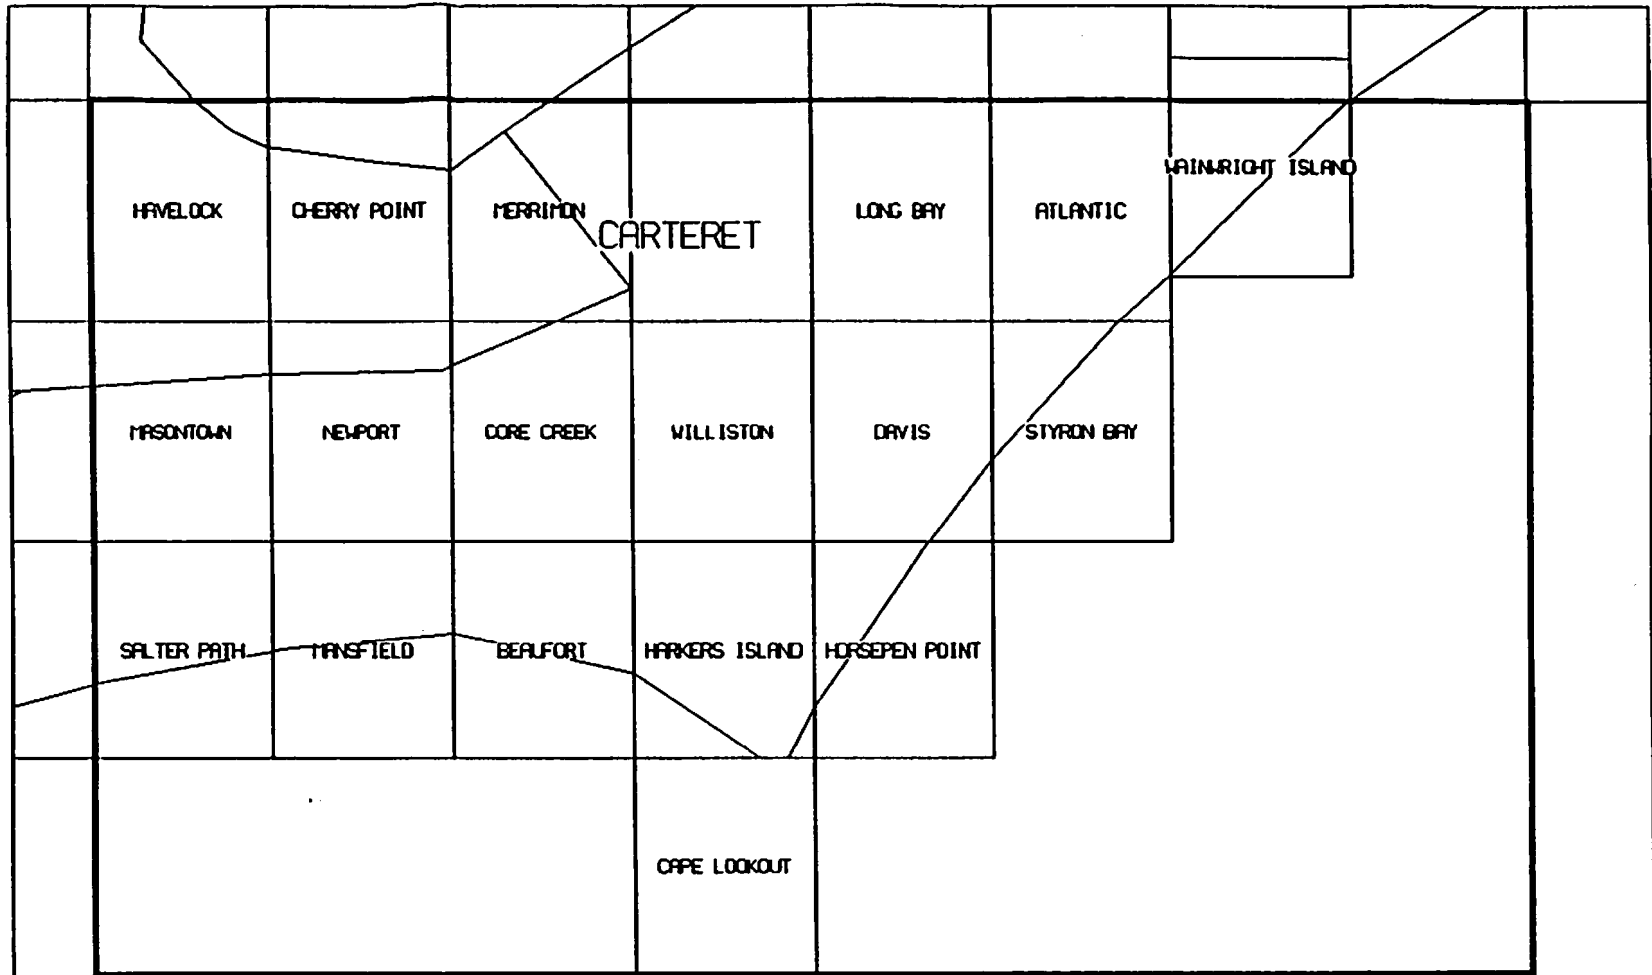 WAINWRIGHT ISLAND
HAVELOCK
CHERRY POINT
MERRIMON
LONG BAY
ATLANTIC
CARTERET
MASONTOWN
NEWPORT
CORE CREEK
WILLISTON
DAVIS
STYRON BAY
SALTER PATH
MANSFIELD
BEAUFORT
HARKERS ISLAND
HORSEPEN POINT
CAPE LOOKOUT